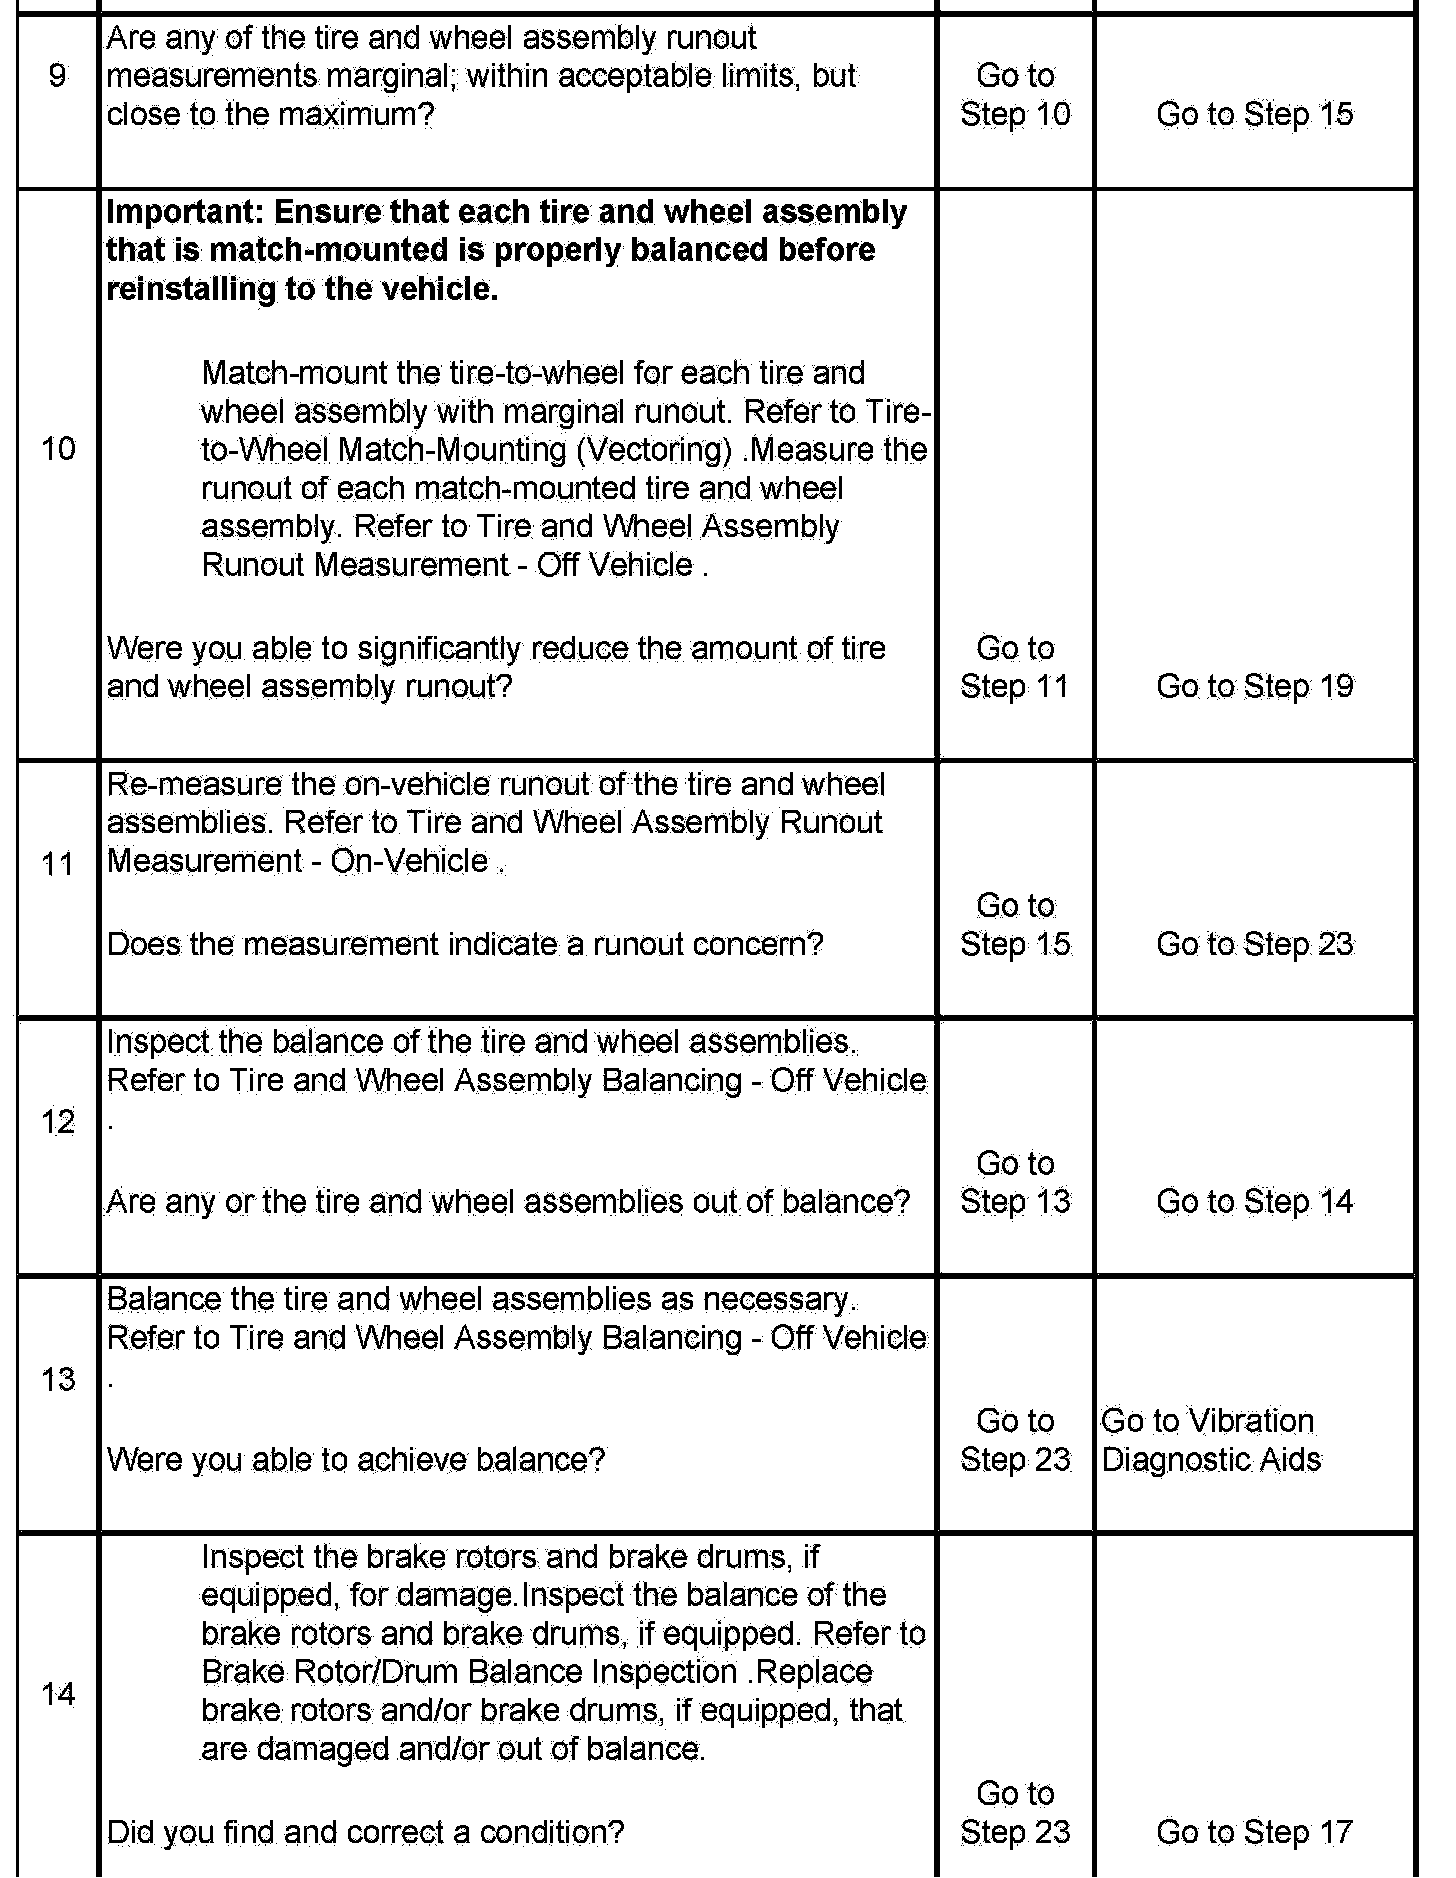 Are any of the tire and wheel assembly runout
9 measurements marginal; within acceptable limits, but Go to
close to the maximum? Step 10 Go to Step 15
Important: Ensure that each tire and wheel assembly
that is match-mounted is properly balanced before
reinstalling to the vehicle.
Match-mount the tire-to-wheel for each tire and
wheel assembly with marginal runout. Refer to Tire-
10 to-Wheel Match-Mounting (Vectoring) .Measure the
runout of each match-mounted tire and wheel
assembly. Refer to Tire and Wheel Assembly
Runout Measurement - Off Vehicle .
Were you able to significantly reduce the amount of tire Go to
and wheel assembly runout? Step 11 Go to Step 19
Re-measure the on-vehicle runout of the tire and wheel
assemblies. Refer to Tire and Wheel Assembly Runout
11 Measurement - On-Vehicle .
Go to
Does the measurement indicate a runout concern? Step 15 Go to Step 23
Inspect the balance of the tire and wheel assemblies.
Refer to Tire and Wheel Assembly Balancing - Off Vehicle
12 .
Go to
Are any or the tire and wheel assemblies out of balance? Step 13 Go to Step 14
Balance the tire and wheel assemblies as necessary.
Refer to Tire and Wheel Assembly Balancing - Off Vehicle
13 .
Go to Go to Vibration
Were you able to achieve balance? Step 23 Diagnostic Aids
Inspect the brake rotors and brake drums, if
equipped, for damage.Inspect the balance of the
brake rotors and brake drums, if equipped. Refer to
Brake Rotor/Drum Balance Inspection .Replace
14 brake rotors and/or brake drums, if equipped, that
are damaged and/or out of balance.
Go to
Did you find and correct a condition? Step 23 Go to Step 17